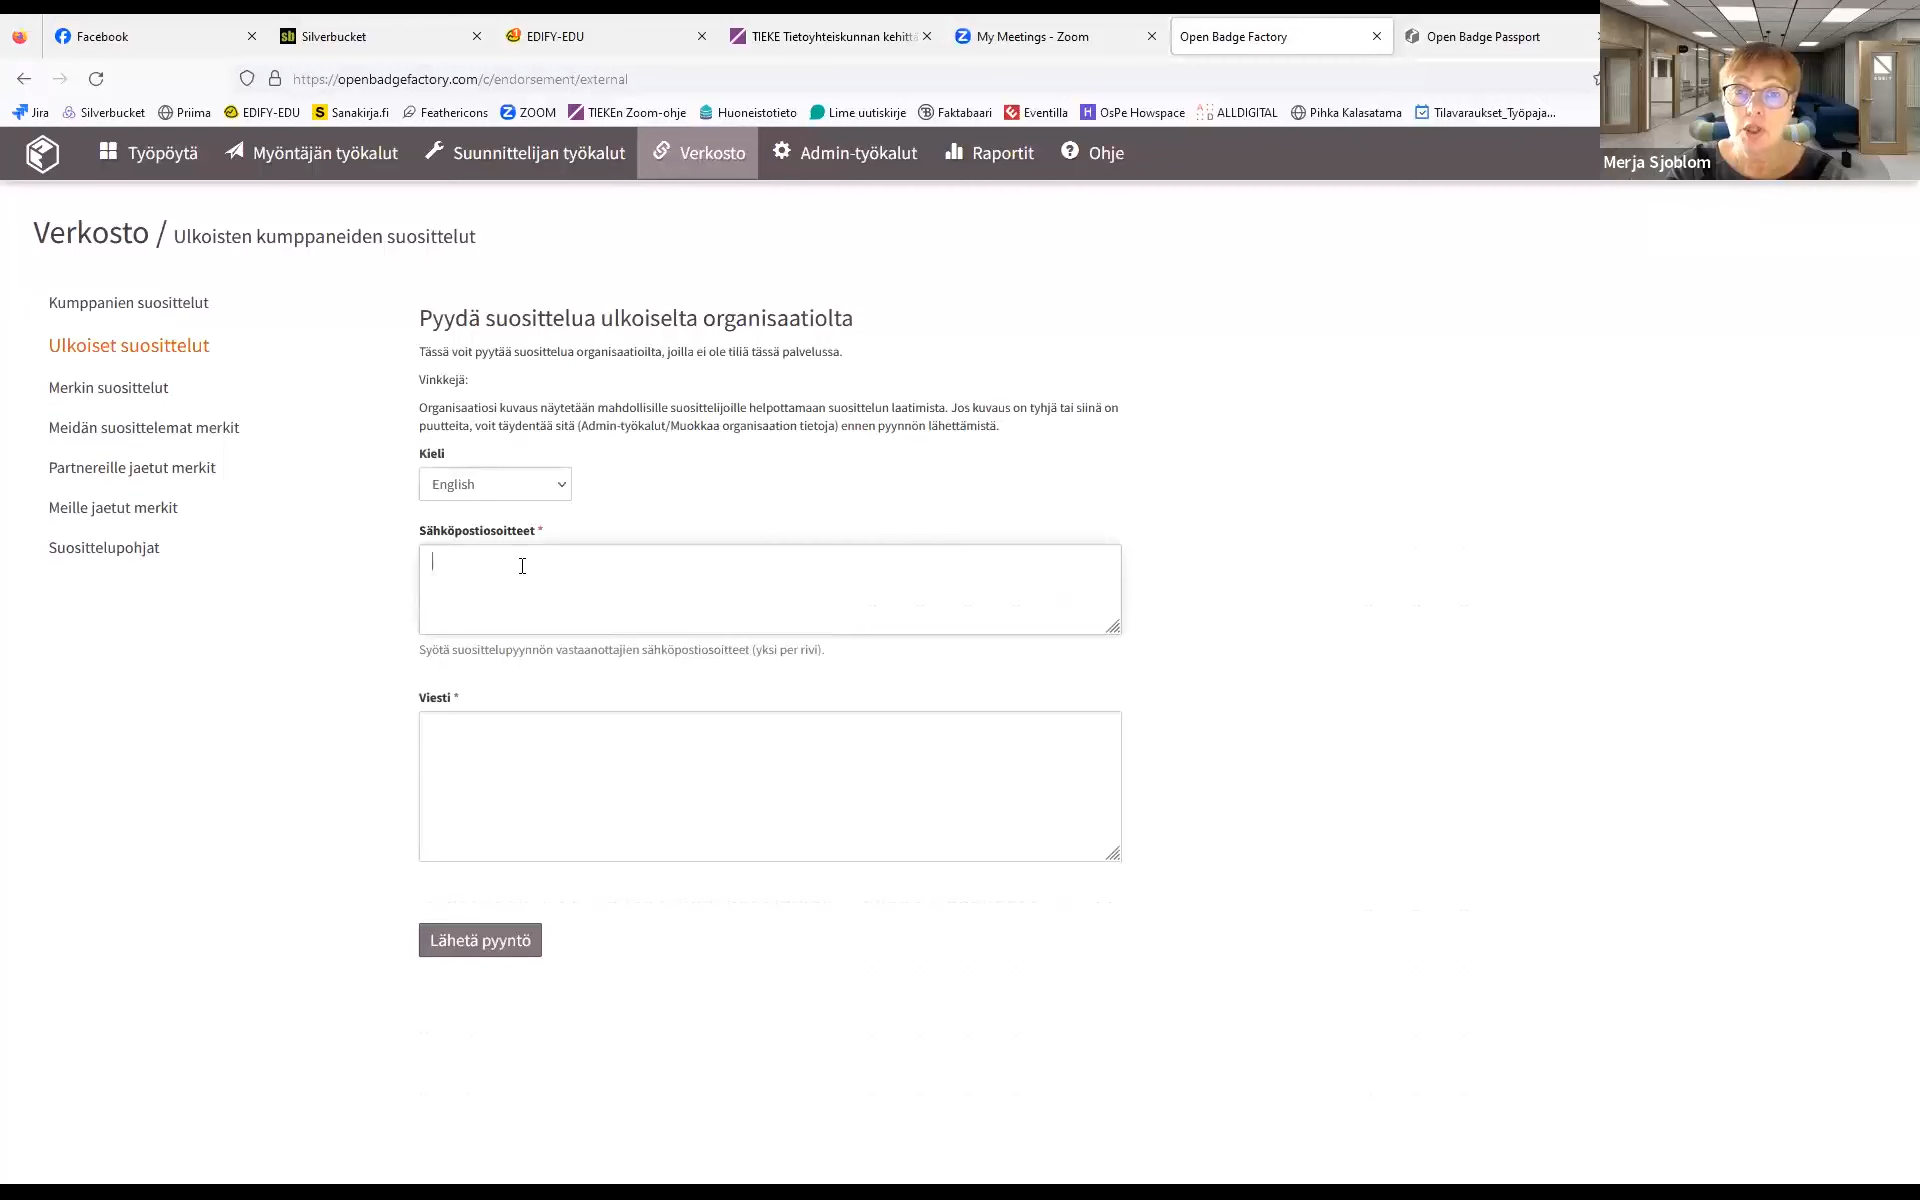 Facebook
Silverbucket
EDIFY-EDU
TIEKE Tietoyhteiskunnan kehittä
My Meetings - Zoom
Open Badge Factory
Open Badge Passport
https://openbadgefactory.com/c/endorsement/external
Jira
Silverbucket
Priima
EDIFY-EDU
Sanakirja.fi
Feathericons
ZOOM
TIEKEn Zoom-ohje
Huoneistotieto
Lime uutiskirje
Faktabaari
Eventilla
OsPe Howspace
ALLDIGITAL
Pihka Kalasatama
Tilavaraukset_Työpaja...
Merja Sjoblom
Työpöytä
Myöntäjän työkalut
Suunnittelijan työkalut
Verkosto
Admin-työkalut
Raportit
Ohje
Verkosto / Ulkoisten kumppaneiden suosittelut
Kumppanien suosittelut
Ulkoiset suosittelut
Merkin suosittelut
Meidän suosittelemat merkit
Partnereille jaetut merkit
Meille jaetut merkit
Suosittelupohjat
Pyydä suosittelua ulkoiselta organisaatiolta
Tässä voit pyytää suosittelua organisaatioilta, joilla ei ole tiliä tässä palvelussa.
Vinkkejä:
Organisaatiosi kuvaus näytetään mahdollisille suosittelijoille helpottamaan suosittelun laatimista. Jos kuvaus on tyhjä tai siinä on
puutteita, voit täydentää sitä (Admin-työkalut/Muokkaa organisaation tietoja) ennen pyynnön lähettämistä.
Kieli
English
Sähköpostiosoitteet *
Syötä suosittelupyynnön vastaanottajien sähköpostiosoitteet (yksi per rivi).
Viesti *
Lähetä pyyntö